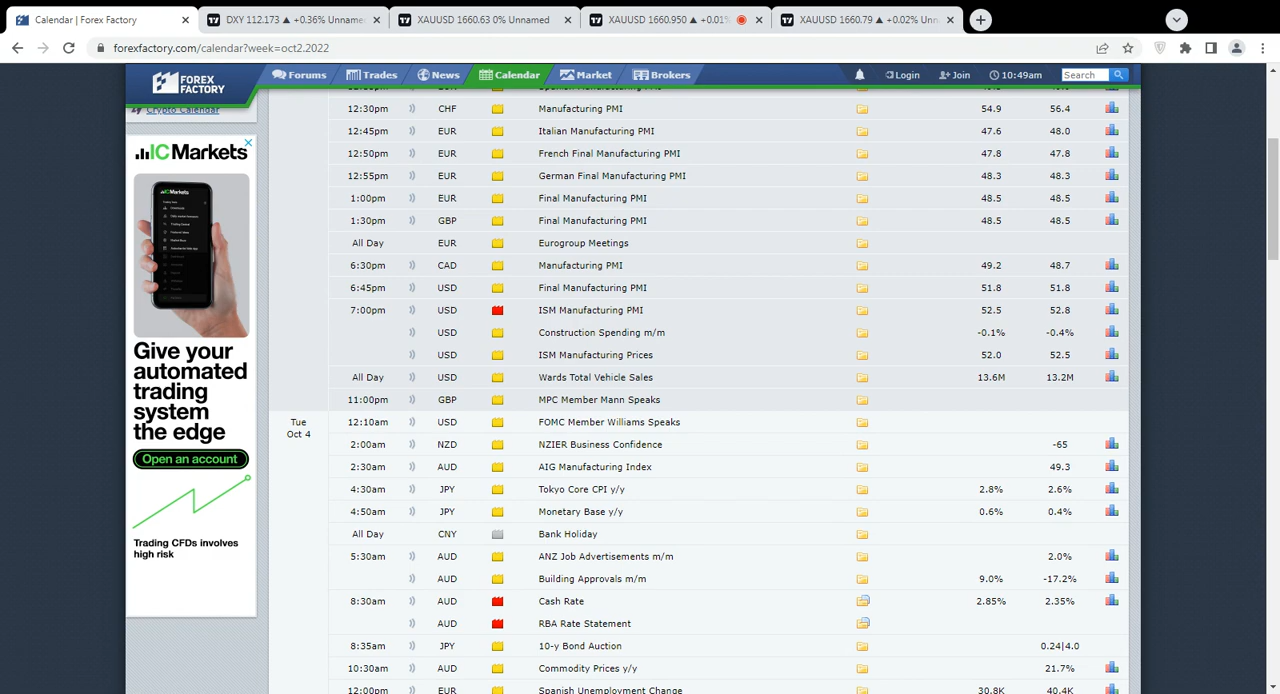 Calendar | Forex Factory
DXY 112.173 ▲ +0.36% Unname
XAUUSD 1660.63 0% Unnamed
XAUUSD 1660.950 ▲ +0.01%
XAUUSD 1660.79 ▲ +0.02% Unn
forexfactory.com/calendar?week=oct2.2022
FOREX
FACTORY
Forums
Trades
News
Calendar
Market
Brokers
Login
Join
10:49am
Search
Crypto Calendar
12:30pm CHF Manufacturing PMI 54.9 56.4
12:45pm EUR Italian Manufacturing PMI 47.6 48.0
12:50pm EUR French Final Manufacturing PMI 47.8 47.8
12:55pm EUR German Final Manufacturing PMI 48.3 48.3
1:00pm EUR Final Manufacturing PMI 48.5 48.5
1:30pm GBP Final Manufacturing PMI 48.5 48.5
All Day EUR Eurogroup Meetings
6:30pm CAD Manufacturing PMI 49.2 48.7
6:45pm USD Final Manufacturing PMI 51.8 51.8
7:00pm USD ISM Manufacturing PMI 52.5 52.8
USD Construction Spending m/m -0.1% -0.4%
USD ISM Manufacturing Prices 52.0 52.5
All Day USD Wards Total Vehicle Sales 13.6M 13.2M
11:00pm GBP MPC Member Mann Speaks
Tue 12:10am USD FOMC Member Williams Speaks
Oct 4
2:00am NZD NZIER Business Confidence -65
2:30am AUD AIG Manufacturing Index 49.3
4:30am JPY Tokyo Core CPI y/y 2.8% 2.6%
4:50am JPY Monetary Base y/y 0.6% 0.4%
All Day CNY Bank Holiday
5:30am AUD ANZ Job Advertisements m/m 2.0%
AUD Building Approvals m/m 9.0% -17.2%
8:30am AUD Cash Rate 2.85% 2.35%
AUD RBA Rate Statement
8:35am JPY 10-y Bond Auction 0.24|4.0
10:30am AUD Commodity Prices y/y 21.7%
12:00pm EUR Spanish Unemployment Change 30.8K 40.4K
IC Markets
Give your
automated
trading
system
the edge
Open an account
Trading CFDs involves
high risk